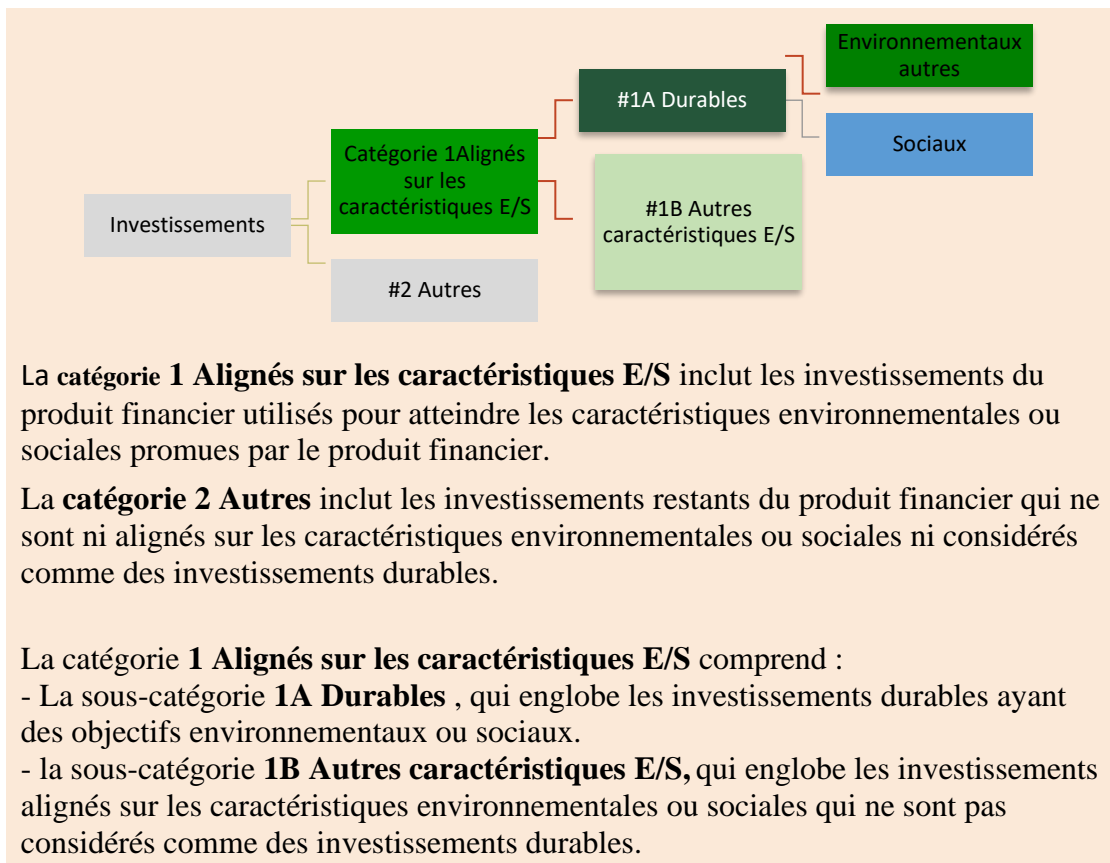 Environnementaux
autres
#1A Durables
Sociaux
Catégorie 1Alignés
sur les
caractéristiques E/S
#1B Autres
caractéristiques E/S
Investissements
#2 Autres
La catégorie 1 Alignés sur les caractéristiques E/S inclut les investissements du
produit financier utilisés pour atteindre les caractéristiques environnementales ou
sociales promues par le produit financier.
La catégorie 2 Autres inclut les investissements restants du produit financier qui ne
sont ni alignés sur les caractéristiques environnementales ou sociales ni considérés
comme des investissements durables.
La catégorie 1 Alignés sur les caractéristiques E/S comprend :
- La sous-catégorie 1A Durables , qui englobe les investissements durables ayant
des objectifs environnementaux ou sociaux.
- la sous-catégorie 1B Autres caractéristiques E/S, qui englobe les investissements
alignés sur les caractéristiques environnementales ou sociales qui ne sont pas
considérés comme des investissements durables.